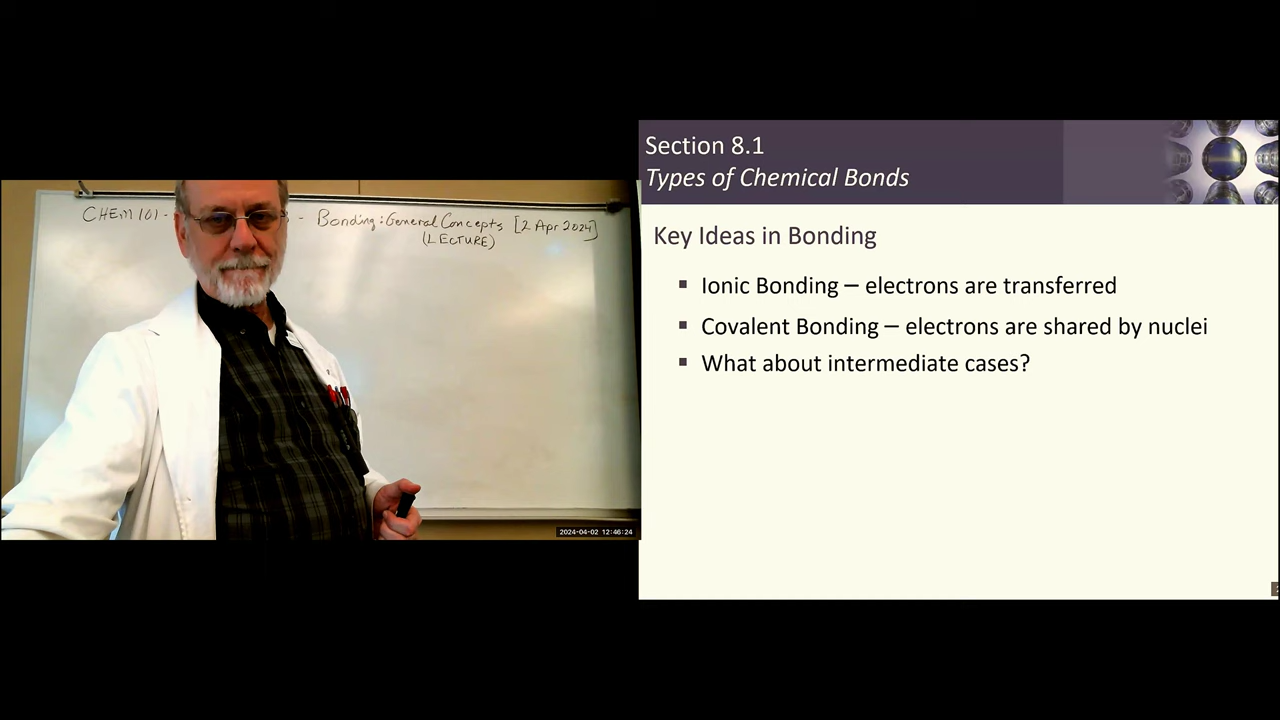 CHEM 101 - - Bonding: General Concepts [2 Apr 2024]
(LECTURE)
2024-04-02 12:46:24
Section 8.1
Types of Chemical Bonds
Key Ideas in Bonding
▪ Ionic Bonding – electrons are transferred
▪ Covalent Bonding – electrons are shared by nuclei
▪ What about intermediate cases?